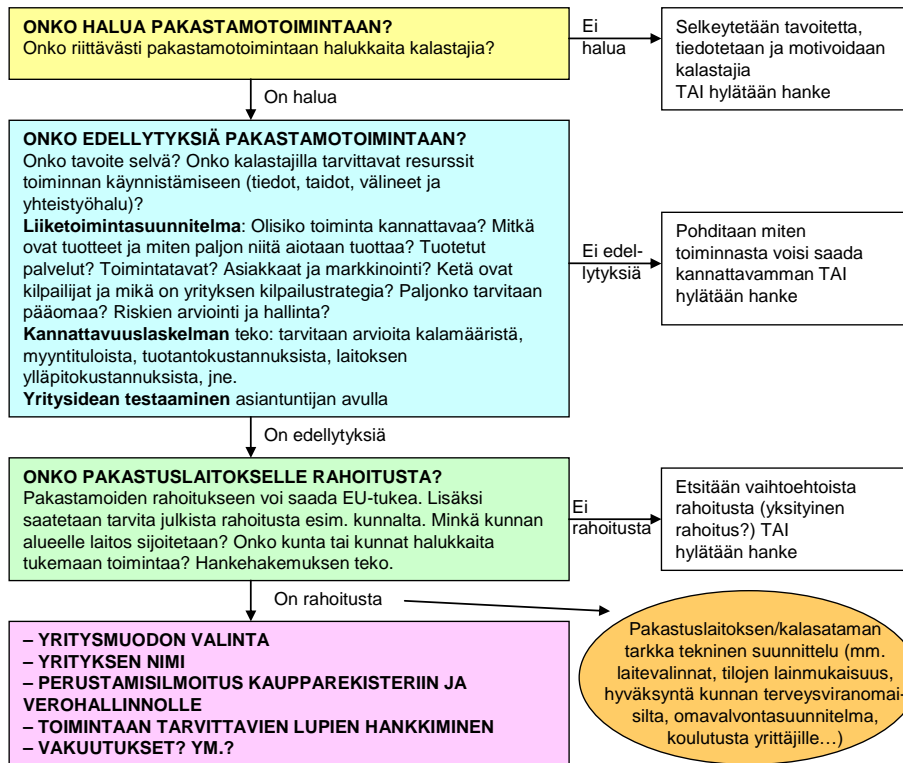 ONKO HALUA PAKASTAMOTOIMINTAAN?
Onko riittävästi pakastamotoimintaan halukkaita kalastajia?
Ei
halua
Selkeytetään tavoitetta,
tiedotetaan ja motivoidaan
kalastajia
TAI hylätään hanke
On halua
ONKO EDELLYTYKSIÄ PAKASTAMOTOIMINTAAN?
Onko tavoite selvä? Onko kalastajilla tarvittavat resurssit
toiminnan käynnistämiseen (tiedot, taidot, välineet ja
yhteistyöhalu)?
Liiketoimintasuunnitelma: Olisiko toiminta kannattavaa? Mitkä
ovat tuotteet ja miten paljon niitä aiotaan tuottaa? Tuotetut
palvelut? Toimintatavat? Asiakkaat ja markkinointi? Ketä ovat
kilpailijat ja mikä on yrityksen kilpailustrategia? Paljonko tarvitaan
pääomaa? Riskien arviointi ja hallinta?
Kannattavuuslaskelman teko: tarvitaan arvioita kalamääristä,
myyntituloista, tuotantokustannuksista, laitoksen
ylläpitokustannuksista, jne.
Yritysidean testaaminen asiantuntijan avulla
Ei edel-
lytyksiä
Pohditaan miten
toiminnasta voisi saada
kannattavamman TAI
hylätään hanke
On edellytyksiä
ONKO PAKASTUSLAITOKSELLE RAHOITUSTA?
Pakastamoiden rahoitukseen voi saada EU-tukea. Lisäksi
saatetaan tarvita julkista rahoitusta esim. kunnalta. Minkä kunnan
alueelle laitos sijoitetaan? Onko kunta tai kunnat halukkaita
tukemaan toimintaa? Hankehakemuksen teko.
Ei
rahoitusta
Etsitään vaihtoehtoista
rahoitusta (yksityinen
rahoitus?) TAI
hylätään hanke
On rahoitusta
– YRITYSMUODON VALINTA
– YRITYKSEN NIMI
– PERUSTAMISILMOITUS KAUPPAREKISTERIIN JA
VEROHALLINNOLLE
– TOIMINTAAN TARVITTAVIEN LUPIEN HANKKIMINEN
– VAKUUTUKSET? YM.?
Pakastuslaitoksen/kalasataman
tarkka tekninen suunnittelu (mm.
laitevalinnat, tilojen lainmukaisuus,
hyväksyntä kunnan terveysviranomai-
silta, omavalvontasuunnitelma,
koulutusta yrittäjille…)